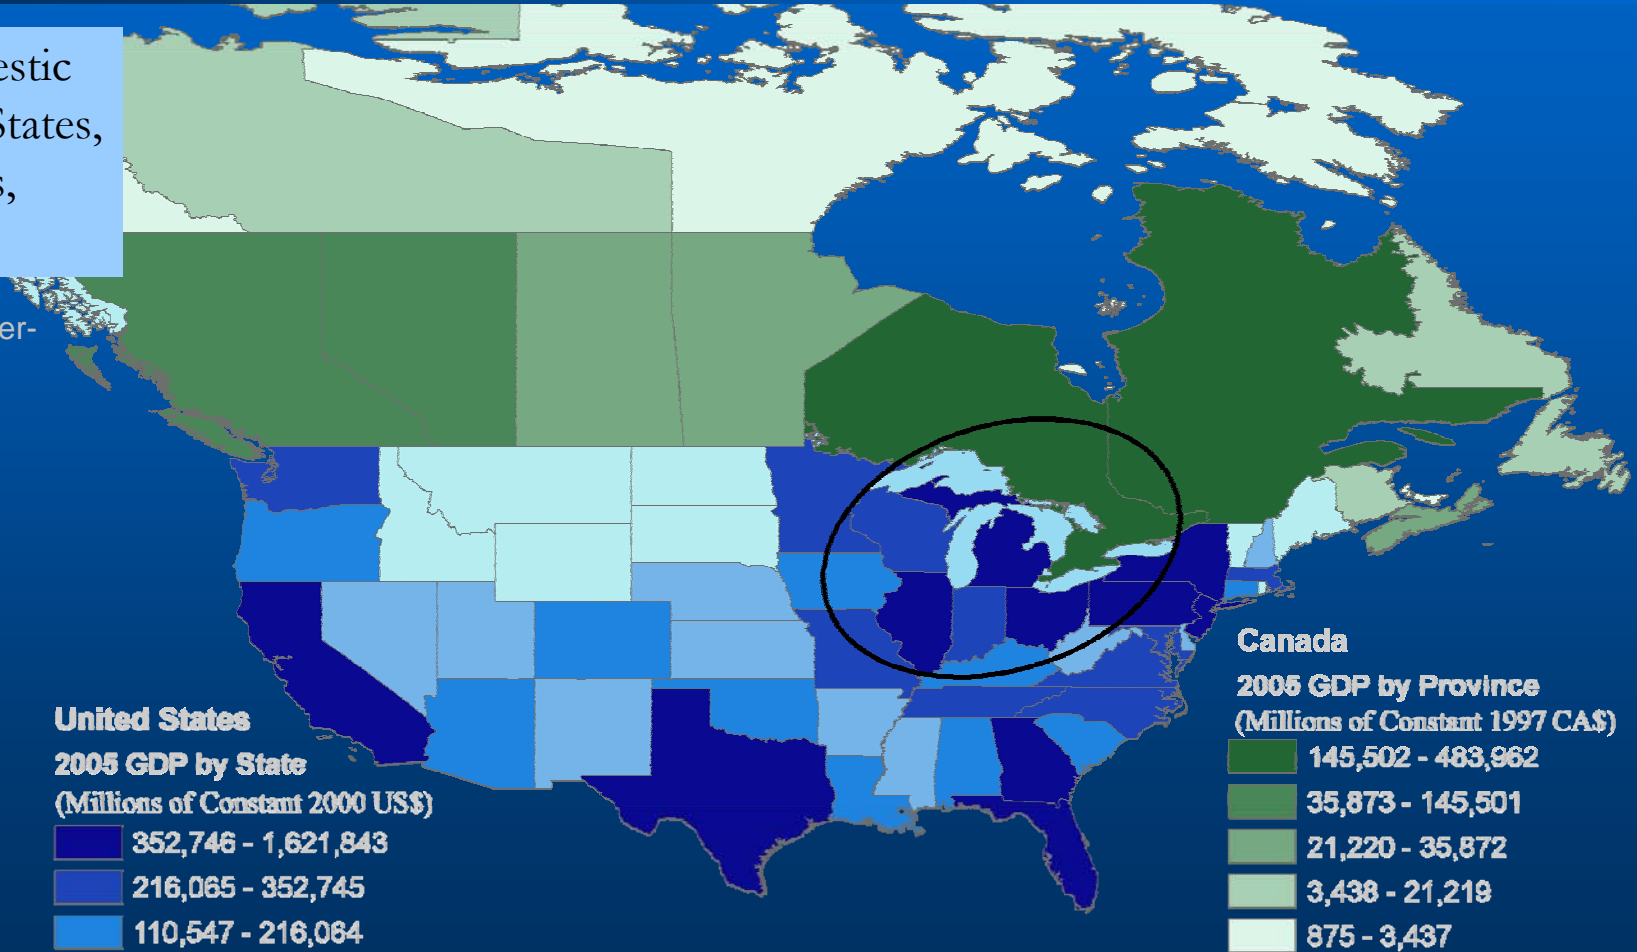 estic
States,
s,
er-
United States
2005 GDP by State
(Millions of Constant 2000 US$)
352,746 - 1,621,843
216,065 - 352,745
110,547 - 216,064
Canada
2005 GDP by Province
(Millions of Constant 1997 CA$)
145,502 - 483,962
35,873 - 145,501
21,220 - 35,872
3,438 - 21,219
875 - 3,437